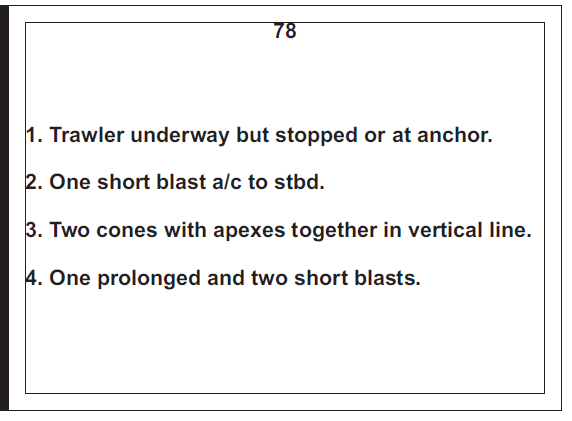 78
1. Trawler underway but stopped or at anchor.
2. One short blast a/c to stbd.
3. Two cones with apexes together in vertical line.
4. One prolonged and two short blasts.